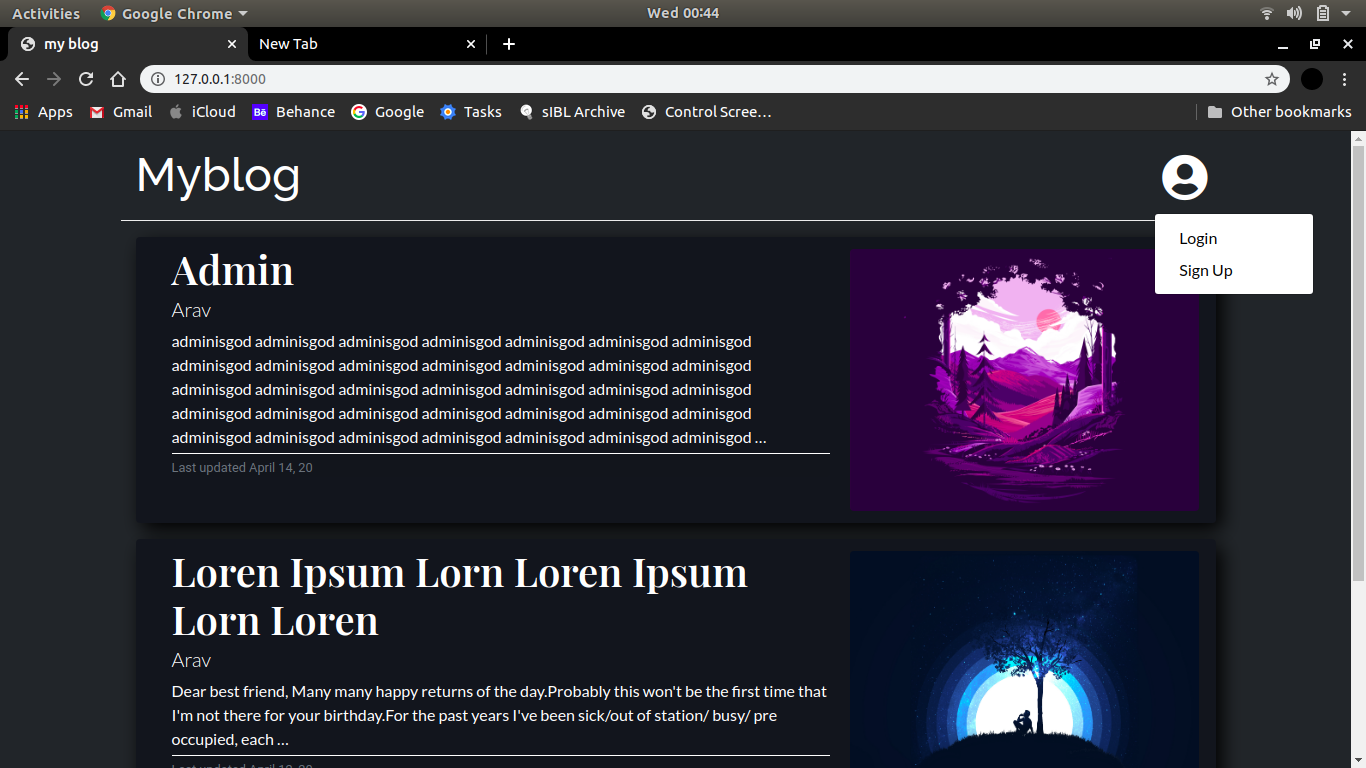 Activities Google Chrome Wed 00:44
my blog New Tab
127.0.0.1:8000
Apps Gmail iCloud Bē Behance Google Tasks sIBL Archive Control Scree... Other bookmarks
Myblog
Login
Sign Up
Admin
Arav
adminisgod adminisgod adminisgod adminisgod adminisgod adminisgod adminisgod
adminisgod adminisgod adminisgod adminisgod adminisgod adminisgod adminisgod
adminisgod adminisgod adminisgod adminisgod adminisgod adminisgod adminisgod
adminisgod adminisgod adminisgod adminisgod adminisgod adminisgod adminisgod
adminisgod adminisgod adminisgod adminisgod adminisgod adminisgod adminisgod ...
Last updated April 14, 20
Loren Ipsum Lorn Loren Ipsum
Lorn Loren
Arav
Dear best friend, Many many happy returns of the day.Probably this won't be the first time that
I'm not there for your birthday.For the past years I've been sick/out of station/ busy/ pre
occupied, each ...